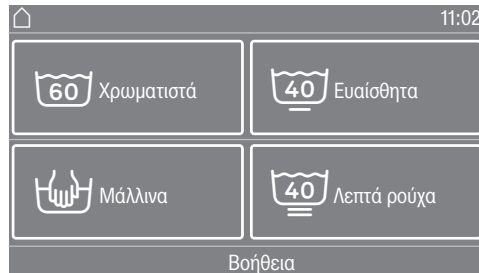 11:02
60 Χρωματιστά
40 Ευαίσθητα
Μάλλινα
40 Λεπτά ρούχα
Βοήθεια